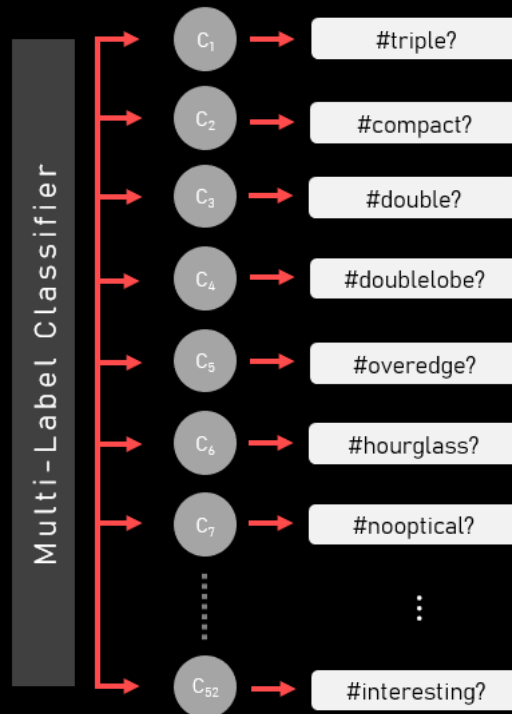 Multi-Label Classifier
C₁ #triple?
C₂ #compact?
C₃ #double?
C₄ #doublelobe?
C₅ #overedge?
C₆ #hourglass?
C₇ #nooptical?
⋮
C₅₂ #interesting?